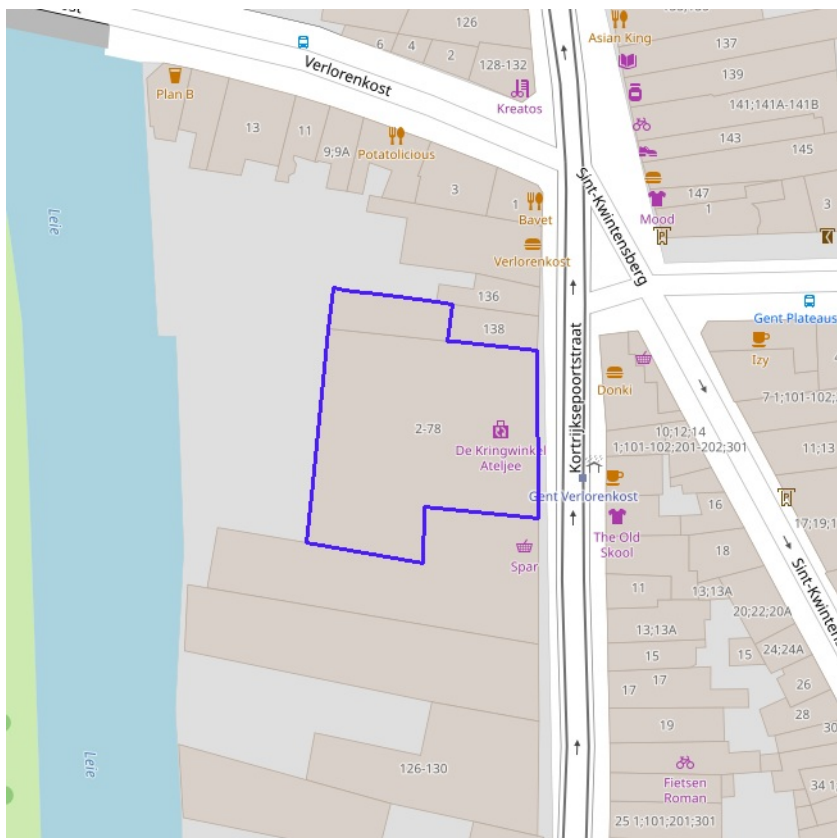 126
6
4
2
128-132
Verlorenkost
Plan B
Kreatos
Asian King
137
139
141;141A-141B
143
145
13
11
9;9A
Potatolicious
3
1
Bavet
Verlorenkost
Sint-Kwintensberg
147
1
Mood
3
Leie
136
138
Gent Plateaus
Izy
Donki
Kortrijksepoortstraat
2-78
De Kringwinkel
Ateljee
10;12;14
1;101-102;201-202;301
7 1;101-102;
11;13
Gent Verlorenkost
16
17;19;1
The Old
Skool
18
Spar
11
13;13A
Sint-Kwintens
13;13A
20;22;20A
15
15
24;24A
17
17
26
19
28
30
Leie
126-130
Fietsen
Roman
34 1;
25 1;101;201;301